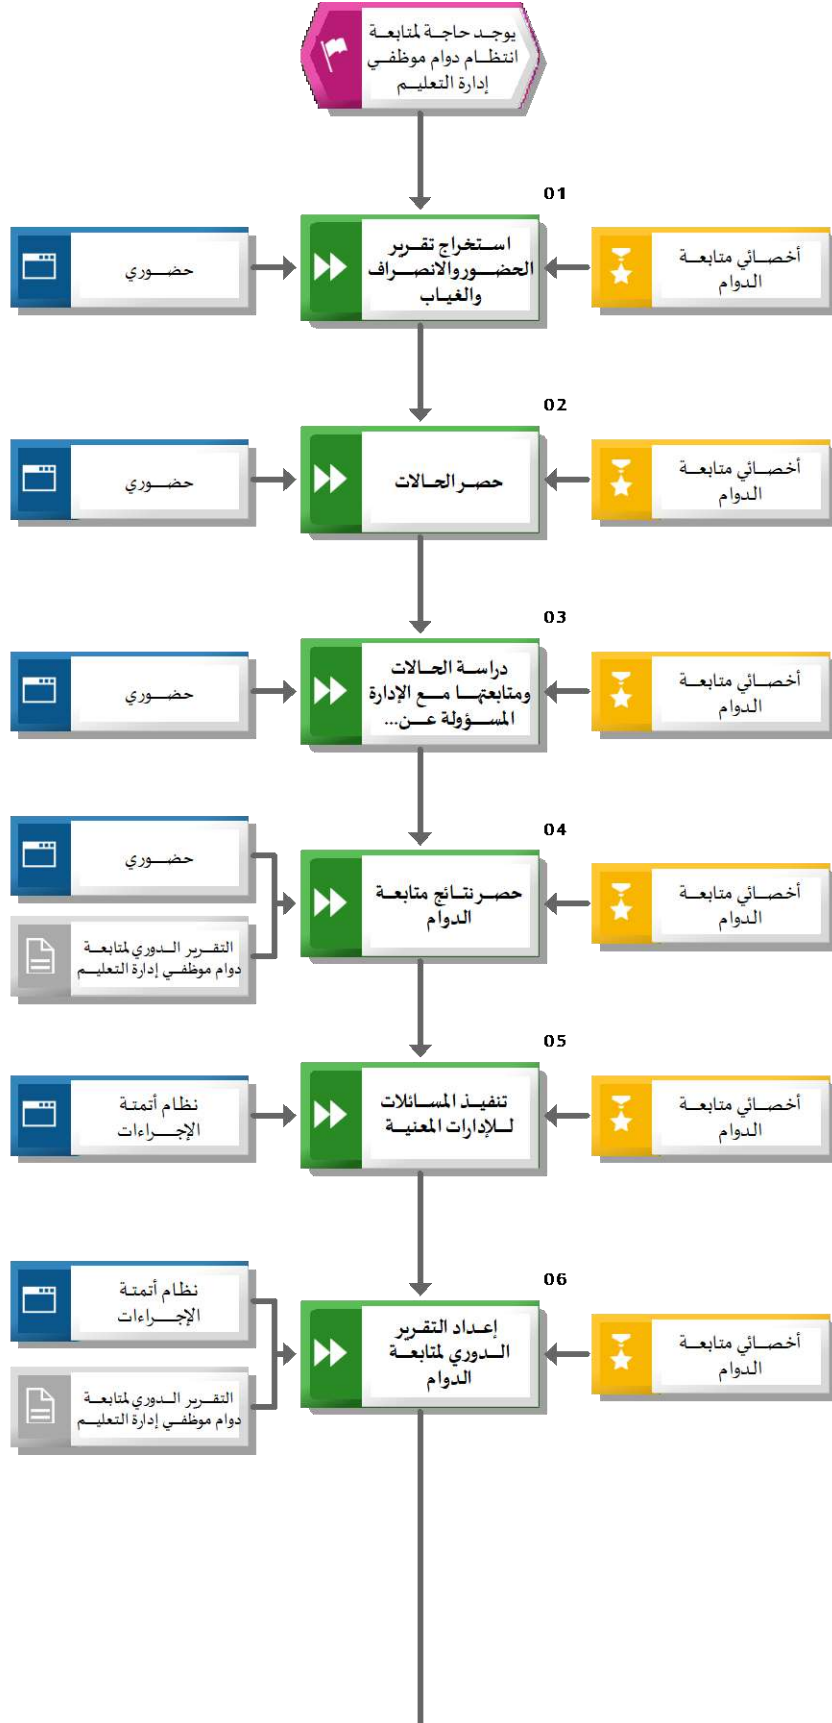 يوجد حاجة لمتابعة
انتظام دوام موظفي
إدارة التعليم
01
أخصائي متابعة
الدوام
استخراج تقرير
الحضور والانصراف
والغياب
حضوري
02
أخصائي متابعة
الدوام
حصر الحالات
حضوري
03
أخصائي متابعة
الدوام
دراسة الحالات
ومتابعتها مع الإدارة
المسؤولة عن...
حضوري
04
أخصائي متابعة
الدوام
حصر نتائج متابعة
الدوام
حضوري
التقرير الدوري لمتابعة
دوام موظفي إدارة التعليم
05
أخصائي متابعة
الدوام
تنفيذ المسائلات
للإدارات المعنية
نظام أتمتة
الإجراءات
06
أخصائي متابعة
الدوام
إعداد التقرير
الدوري لمتابعة
الدوام
نظام أتمتة
الإجراءات
التقرير الدوري لمتابعة
دوام موظفي إدارة التعليم